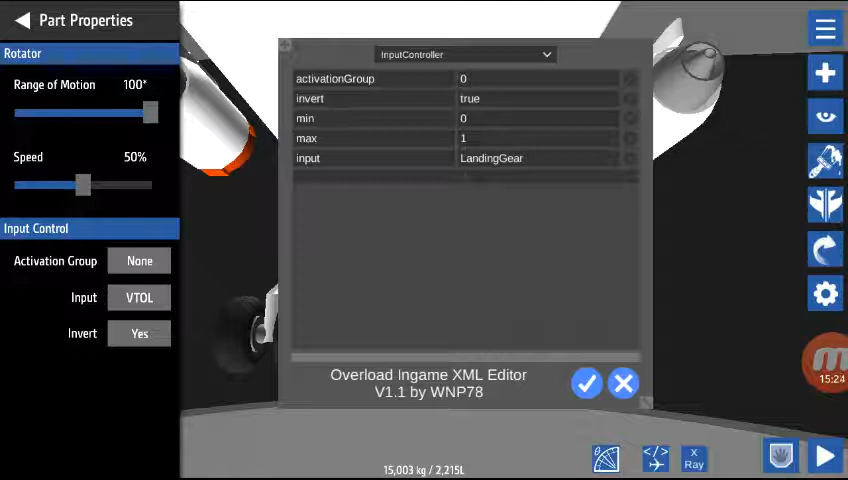 Part Properties
Rotator
Range of Motion 100°
Speed 50%
Input Control
Activation Group None
Input VTOL
Invert Yes
InputController
activationGroup 0
invert true
min 0
max 1
input LandingGear
Overload Ingame XML Editor
V1.1 by WNP78
15,003 kg / 2,215L
</>
X
Ray
15:24